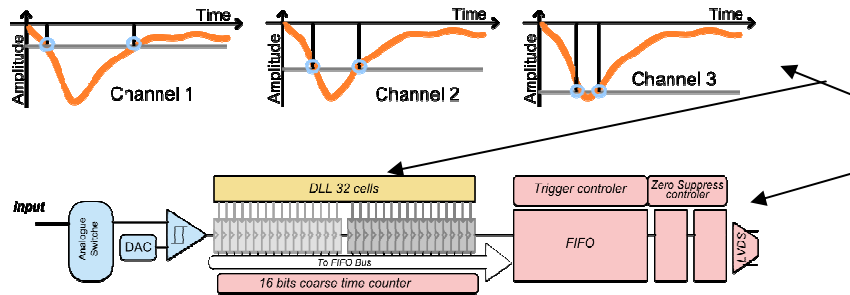 Time
Amplitude
Channel 1
Time
Amplitude
Channel 2
Time
Amplitude
Channel 3
Input
Analogue
Switche
DAC
DLL 32 cells
To FIFO Bus
16 bits coarse time counter
Trigger controler
Zero Suppress
controler
FIFO
LVDS